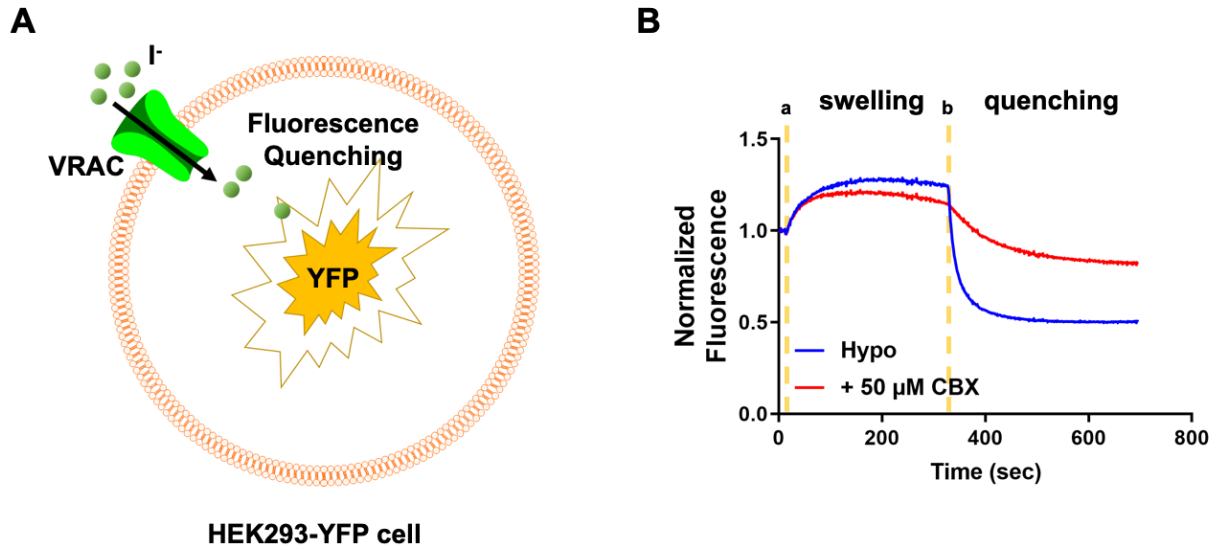 A
I-
VRAC
Fluorescence
Quenching
YFP
HEK293-YFP cell
B
a swelling b quenching
Normalized
Fluorescence
1.5
1.0
0.5
0.0
Hypo
+ 50 µM CBX
0 200 400 600 800
Time (sec)